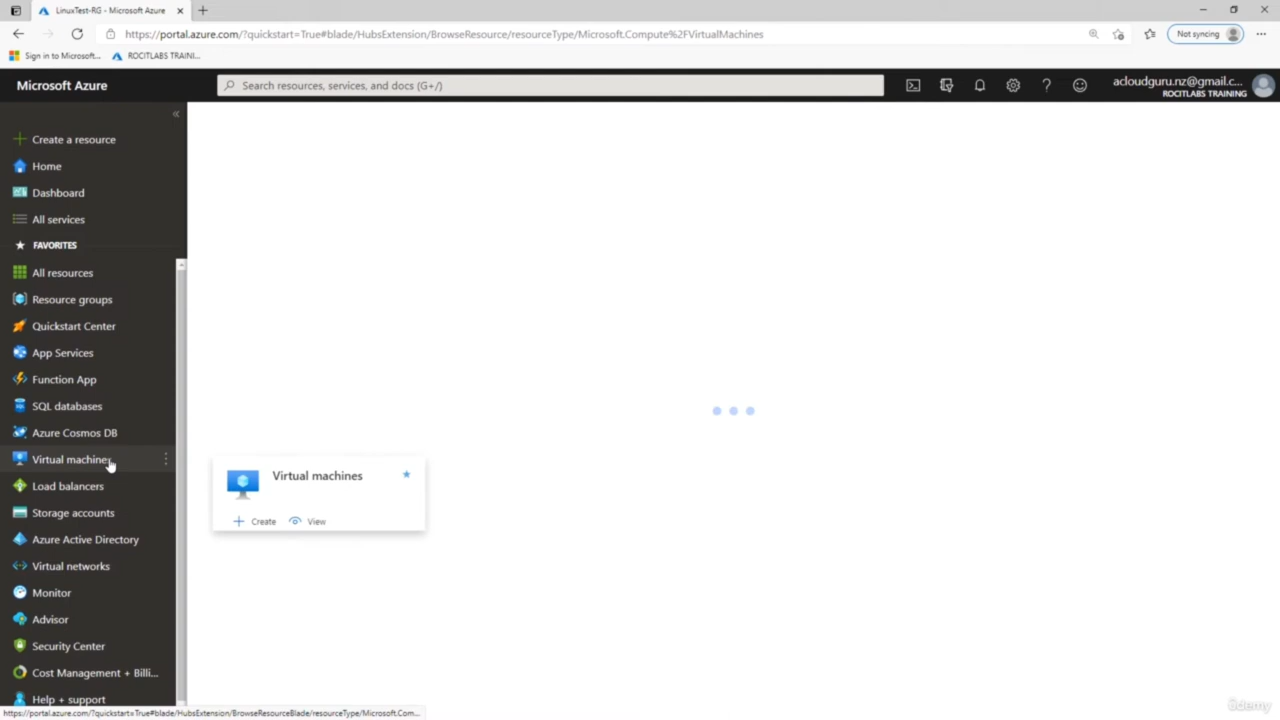 LinuxTest-RG - Microsoft Azure
https://portal.azure.com/?quickstart=True#blade/HubsExtension/BrowseResource/resourceType/Microsoft.Compute%2FVirtualMachines
Not syncing
Sign in to Microsoft...
ROCITLABS TRAINI...
Microsoft Azure
Search resources, services, and docs (G+/)
acloudguru.nz@gmail.c...
ROCITLABS TRAINING
Create a resource
Home
Dashboard
All services
FAVORITES
All resources
Resource groups
Quickstart Center
App Services
Function App
SQL databases
Azure Cosmos DB
Virtual machines
Load balancers
Storage accounts
Azure Active Directory
Virtual networks
Monitor
Advisor
Security Center
Cost Management + Billi...
Help + support
Virtual machines
Create
View
https://portal.azure.com/?quickstart=True#blade/HubsExtension/BrowseResourceBlade/resourceType/Microsoft.Com...
ûdemy